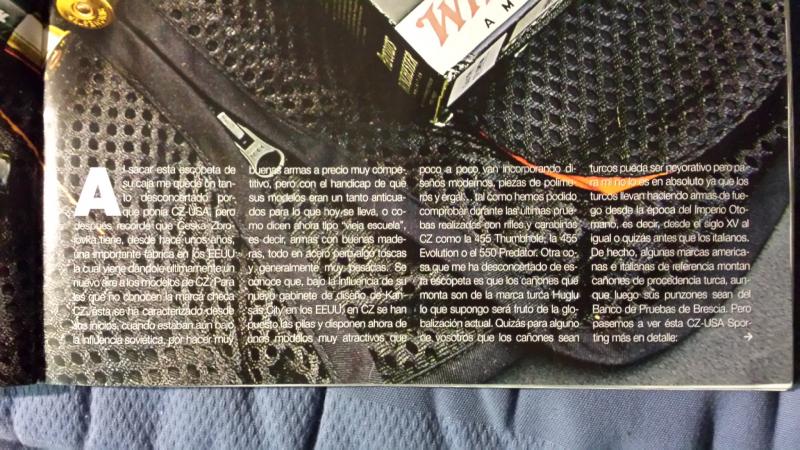 WIN
AM
Al sacar esta escopeta de
su caja me quedé un tan-
to desconcertado por-
que ponía CZ-USA, pero
después recordé que Ceska Zbro-
jovka tiene, desde hace unos años,
una importante fábrica en los EEUU
la cual viene dándole últimamente un
nuevo aire a los modelos de CZ. Para
los que no conocen la marca checa
CZ, ésta se ha caracterizado desde
los inicios, cuando estaban aún bajo
la influencia soviética, por hacer muy
buenas armas a precio muy compe-
titivo, pero con el handicap de que
sus modelos eran un tanto anticua-
dos para lo que hoy se lleva, o co-
mo dicen ahora tipo "vieja escuela",
es decir, armas con buenas made-
ras, todo en acero pero algo toscas
y generalmente muy pesadas. Se
conoce que, bajo la influencia de su
nuevo gabinete de diseño de Kan-
sas City en los EEUU, en CZ se han
puesto las pilas y disponen ahora de
unos modelos muy atractivos que
poco a poco van incorporando di-
seños modernos, piezas de políme-
ros y ergal..., tal como hemos podido
comprobar durante las últimas prue-
bas realizadas con rifles y carabinas
CZ como la 455 Thumbhole, la 455
Evolution o el 550 Predator. Otra co-
sa que me ha desconcertado de es-
ta escopeta es que los cañones que
monta son de la marca turca Huglu
lo que supongo será fruto de la glo-
balización actual. Quizás para alguno
de vosotros que los cañones sean
turcos pueda ser peyorativo pero pa-
ra mí no lo es en absoluto ya que los
turcos llevan haciendo armas de fue-
go desde la época del Imperio Oto-
mano, es decir, desde el siglo XV al
igual o quizás antes que los italianos.
De hecho, algunas marcas america-
nas e italianas de referencia montan
cañones de procedencia turca, aun-
que luego sus punzones sean del
Banco de Pruebas de Brescia. Pero
pasemos a ver ésta CZ-USA Spor-
ting más en detalle: →